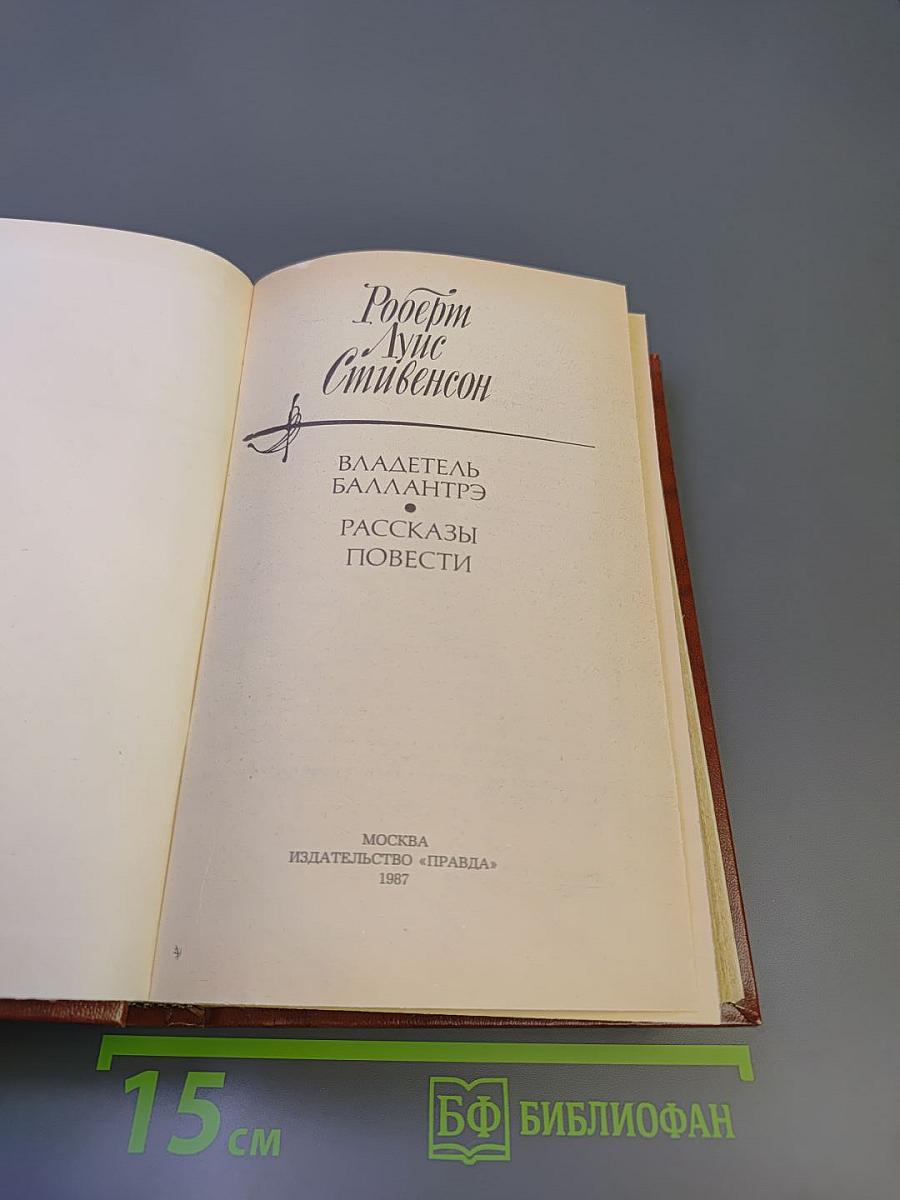 Роберт
Луис
Стивенсон
ВЛАДЕТЕЛЬ
БАЛЛАНТРЭ
•
РАССКАЗЫ
ПОВЕСТИ
МОСКВА
ИЗДАТЕЛЬСТВО «ПРАВДА»
1987
15 см
БФ БИБЛИОФАН